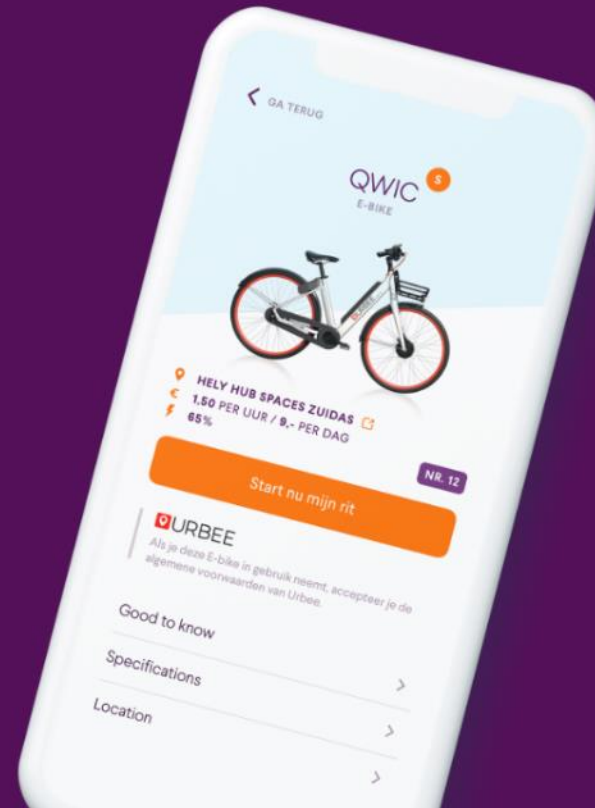 GA TERUG
QWIC S
E-BIKE
URBEE
HELY HUB SPACES ZUIDAS
1,50 PER UUR / 9,- PER DAG
65%
NR. 12
Start nu mijn rit
URBEE
Als je deze E-bike in gebruik neemt, accepteer je de
algemene voorwaarden van Urbee.
Good to know
Specifications
Location